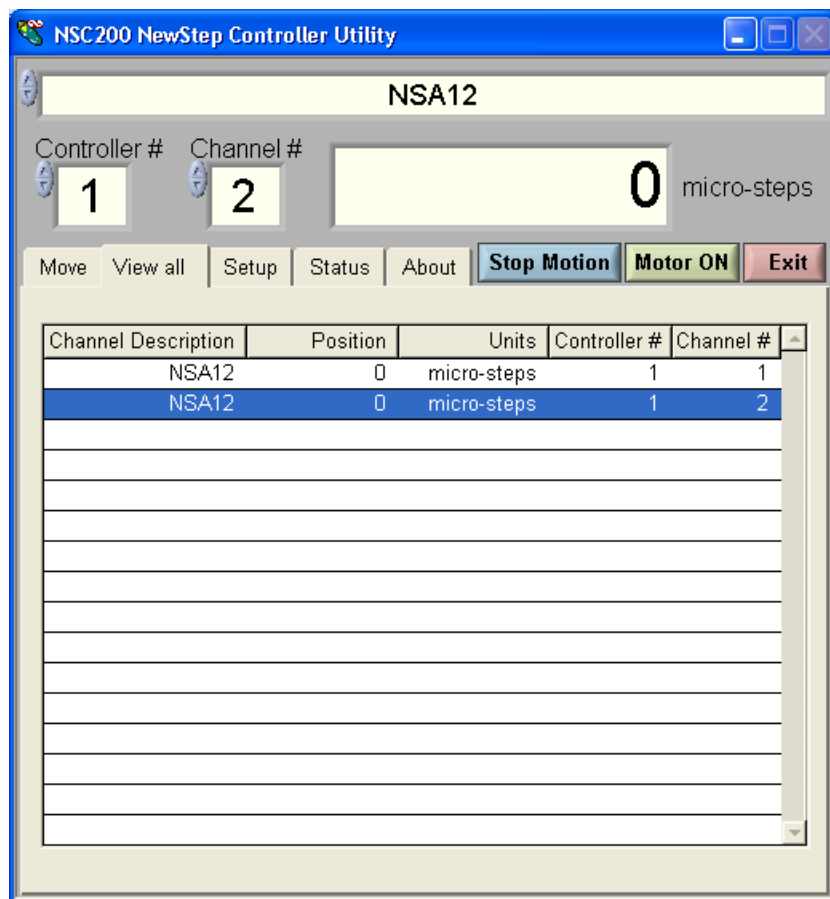 NSC200 NewStep Controller Utility
NSA12
Controller # Channel #
1 2 0 micro-steps
Move View all Setup Status About Stop Motion Motor ON Exit
Channel Description Position Units Controller # Channel #
NSA12 0 micro-steps 1 1
NSA12 0 micro-steps 1 2